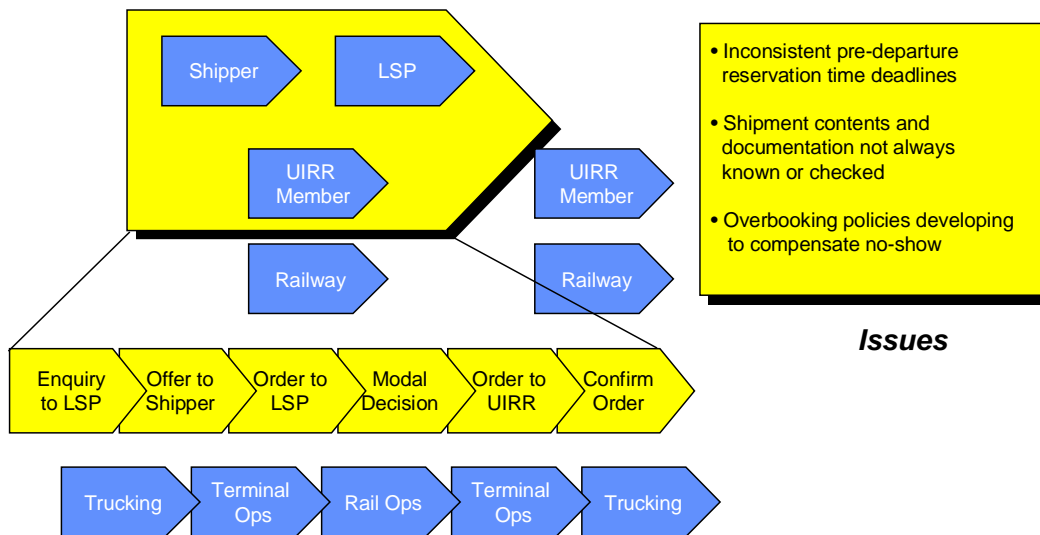 Shipper
LSP
UIRR
Member
UIRR
Member
Railway
Railway
• Inconsistent pre-departure
reservation time deadlines
• Shipment contents and
documentation not always
known or checked
• Overbooking policies developing
to compensate no-show
Issues
Enquiry
to LSP
Offer to
Shipper
Order to
LSP
Modal
Decision
Order to
UIRR
Confirm
Order
Trucking
Terminal
Ops
Rail Ops
Terminal
Ops
Trucking